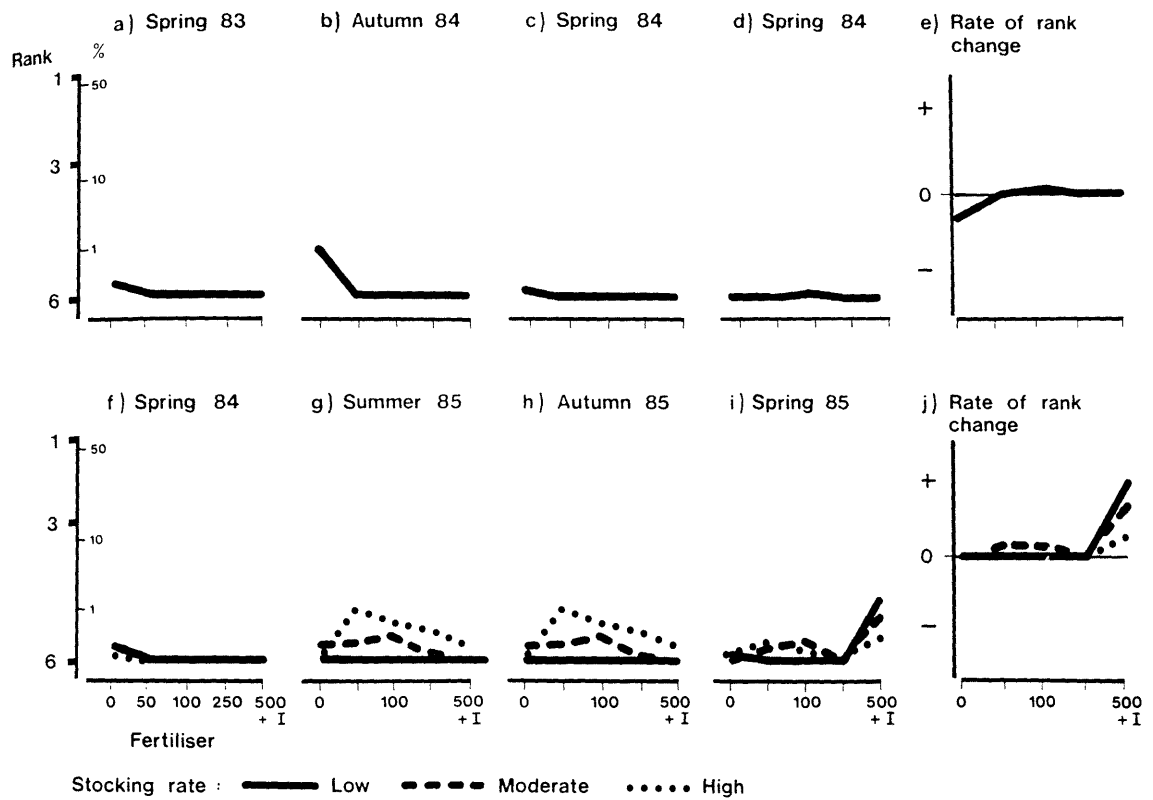 a) Spring 83
b) Autumn 84
c) Spring 84
d) Spring 84
e) Rate of rank
change
Rank
%
1
50
3
10
1
6
+
0
−
f) Spring 84
g) Summer 85
h) Autumn 85
i) Spring 85
j) Rate of rank
change
1
50
3
10
1
6
+
0
−
0 50 100 250 500
+ I
0 100 500
+ I
0 100 500
+ I
0 100 500
+ I
0 100 500
+ I
Fertiliser
Stocking rate : Low Moderate High